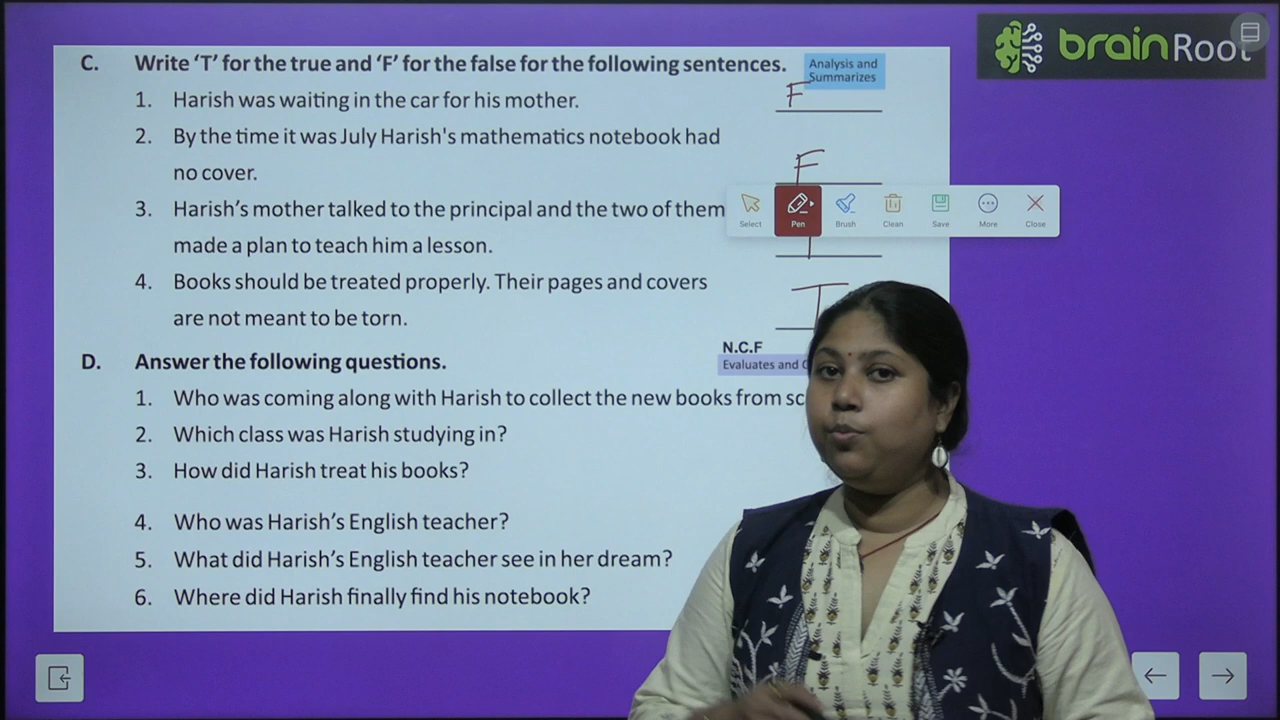 brainRoot
C. Write ‘T’ for the true and ‘F’ for the false for the following sentences.
Analysis and
Summarizes
1. Harish was waiting in the car for his mother. F
2. By the time it was July Harish's mathematics notebook had
no cover. F
3. Harish’s mother talked to the principal and the two of them
made a plan to teach him a lesson.
Select Pen Brush Clean Save More Close
4. Books should be treated properly. Their pages and covers
are not meant to be torn. T
N.C.F
Evaluates and
D. Answer the following questions.
1. Who was coming along with Harish to collect the new books from
2. Which class was Harish studying in?
3. How did Harish treat his books?
4. Who was Harish’s English teacher?
5. What did Harish’s English teacher see in her dream?
6. Where did Harish finally find his notebook?